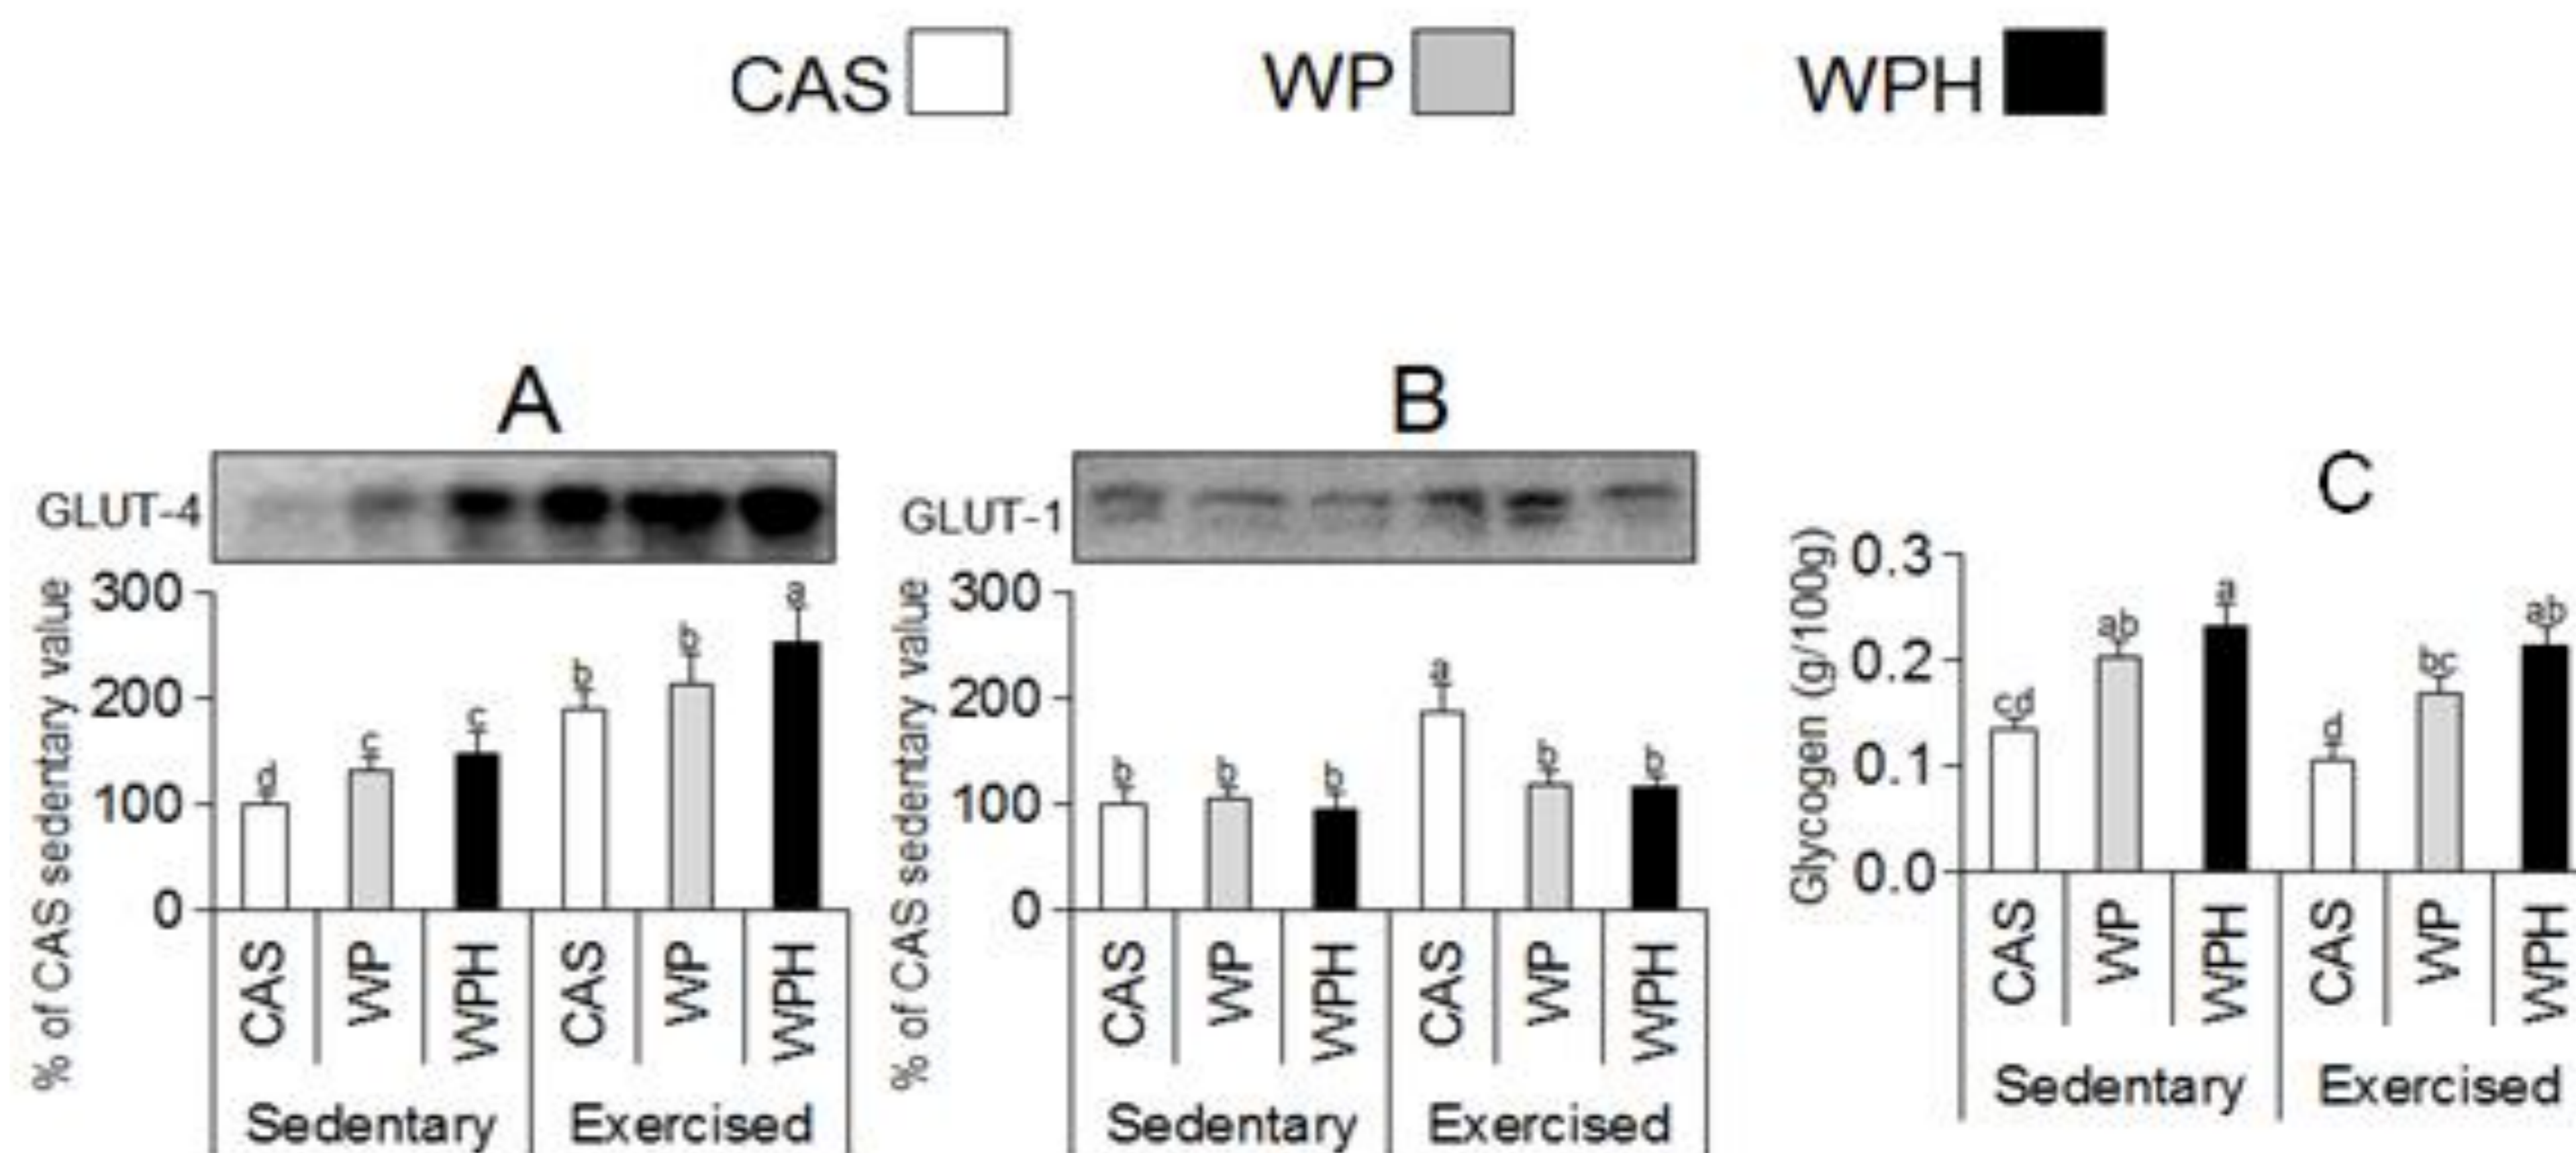 CAS WP WPH
A
GLUT-4
% of CAS sedentary value
300
200
100
0
d c c b b a
CAS WP WPH CAS WP WPH
Sedentary Exercised
B
GLUT-1
% of CAS sedentary value
300
200
100
0
b b b a b b
CAS WP WPH CAS WP WPH
Sedentary Exercised
C
Glycogen (g/100g)
0.3
0.2
0.1
0.0
cd ab a d bc ab
CAS WP WPH CAS WP WPH
Sedentary Exercised